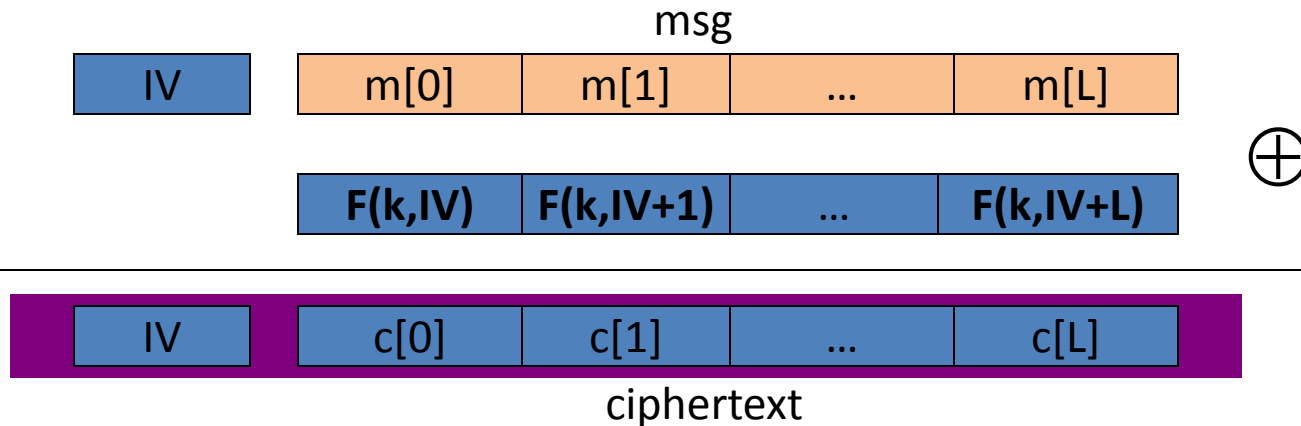 msg
IV m[0] m[1] … m[L]
⊕
F(k,IV) F(k,IV+1) … F(k,IV+L)
IV c[0] c[1] … c[L]
ciphertext